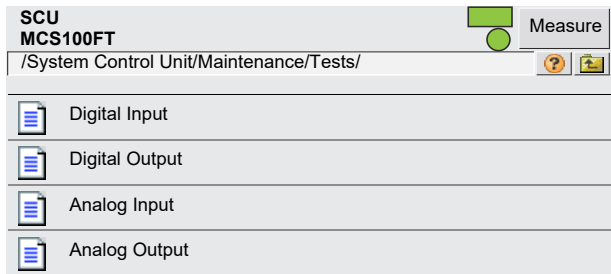 SCU
MCS100FT
Measure
/System Control Unit/Maintenance/Tests/
?
Digital Input
Digital Output
Analog Input
Analog Output